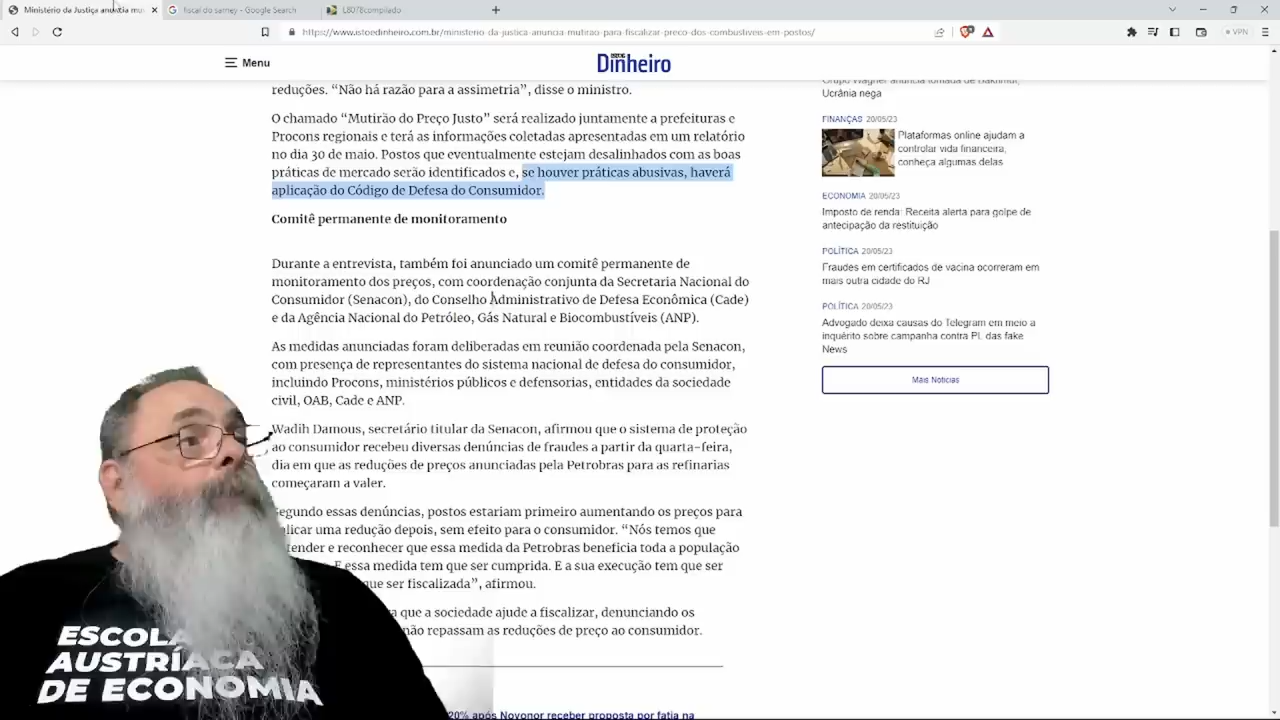 Ministério da Justiça anuncia mu
fiscal do sarney - Google Search
L8078compilado
https://www.istoedinheiro.com.br/ministerio-da-justica-anuncia-mutirao-para-fiscalizar-preco-dos-combustiveis-em-postos/
VPN
Menu
Dinheiro
reduções. “Não há razão para a assimetria”, disse o ministro.
O chamado “Mutirão do Preço Justo” será realizado juntamente a prefeituras e
Procons regionais e terá as informações coletadas apresentadas em um relatório
no dia 30 de maio. Postos que eventualmente estejam desalinhados com as boas
práticas de mercado serão identificados e, se houver práticas abusivas, haverá
aplicação do Código de Defesa do Consumidor.
Comitê permanente de monitoramento
Durante a entrevista, também foi anunciado um comitê permanente de
monitoramento dos preços, com coordenação conjunta da Secretaria Nacional do
Consumidor (Senacon), do Conselho Administrativo de Defesa Econômica (Cade)
e da Agência Nacional do Petróleo, Gás Natural e Biocombustíveis (ANP).
As medidas anunciadas foram deliberadas em reunião coordenada pela Senacon,
com presença de representantes do sistema nacional de defesa do consumidor,
incluindo Procons, ministérios públicos e defensorias, entidades da sociedade
civil, OAB, Cade e ANP.
Wadih Damous, secretário titular da Senacon, afirmou que o sistema de proteção
ao consumidor recebeu diversas denúncias de fraudes a partir da quarta-feira,
dia em que as reduções de preços anunciadas pela Petrobras para as refinarias
começaram a valer.
Segundo essas denúncias, postos estariam primeiro aumentando os preços para
plicar uma redução depois, sem efeito para o consumidor. “Nós temos que
tender e reconhecer que essa medida da Petrobras beneficia toda a população
E essa medida tem que ser cumprida. E a sua execução tem que ser
que ser fiscalizada”, afirmou.
a que a sociedade ajude a fiscalizar, denunciando os
não repassam as reduções de preço ao consumidor.
20% após Novonor receber proposta por fatia na
Grupo Wagner anuncia tomada de Bakhmut,
Ucrânia nega
FINANÇAS 20/05/23
Plataformas online ajudam a
controlar vida financeira,
conheça algumas delas
ECONOMIA 20/05/23
Imposto de renda: Receita alerta para golpe de
antecipação da restituição
POLÍTICA 20/05/23
Fraudes em certificados de vacina ocorreram em
mais outra cidade do RJ
POLÍTICA 20/05/23
Advogado deixa causas do Telegram em meio a
inquérito sobre campanha contra PL das fake
News
Mais Notícias
ESCOLA
AUSTRÍACA
DE ECONOMIA